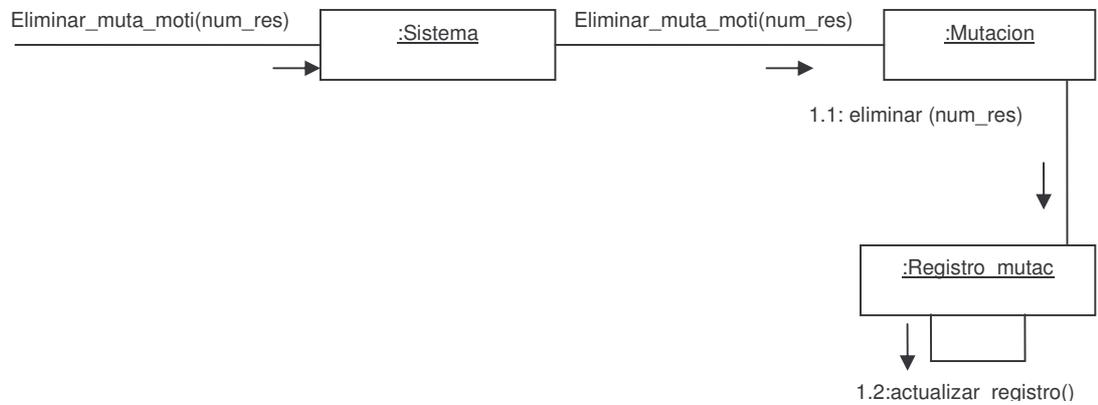 Eliminar_muta_moti(num_res)
:Sistema
Eliminar_muta_moti(num_res)
:Mutacion
1.1: eliminar (num_res)
:Registro_mutac
1.2:actualizar_registro()